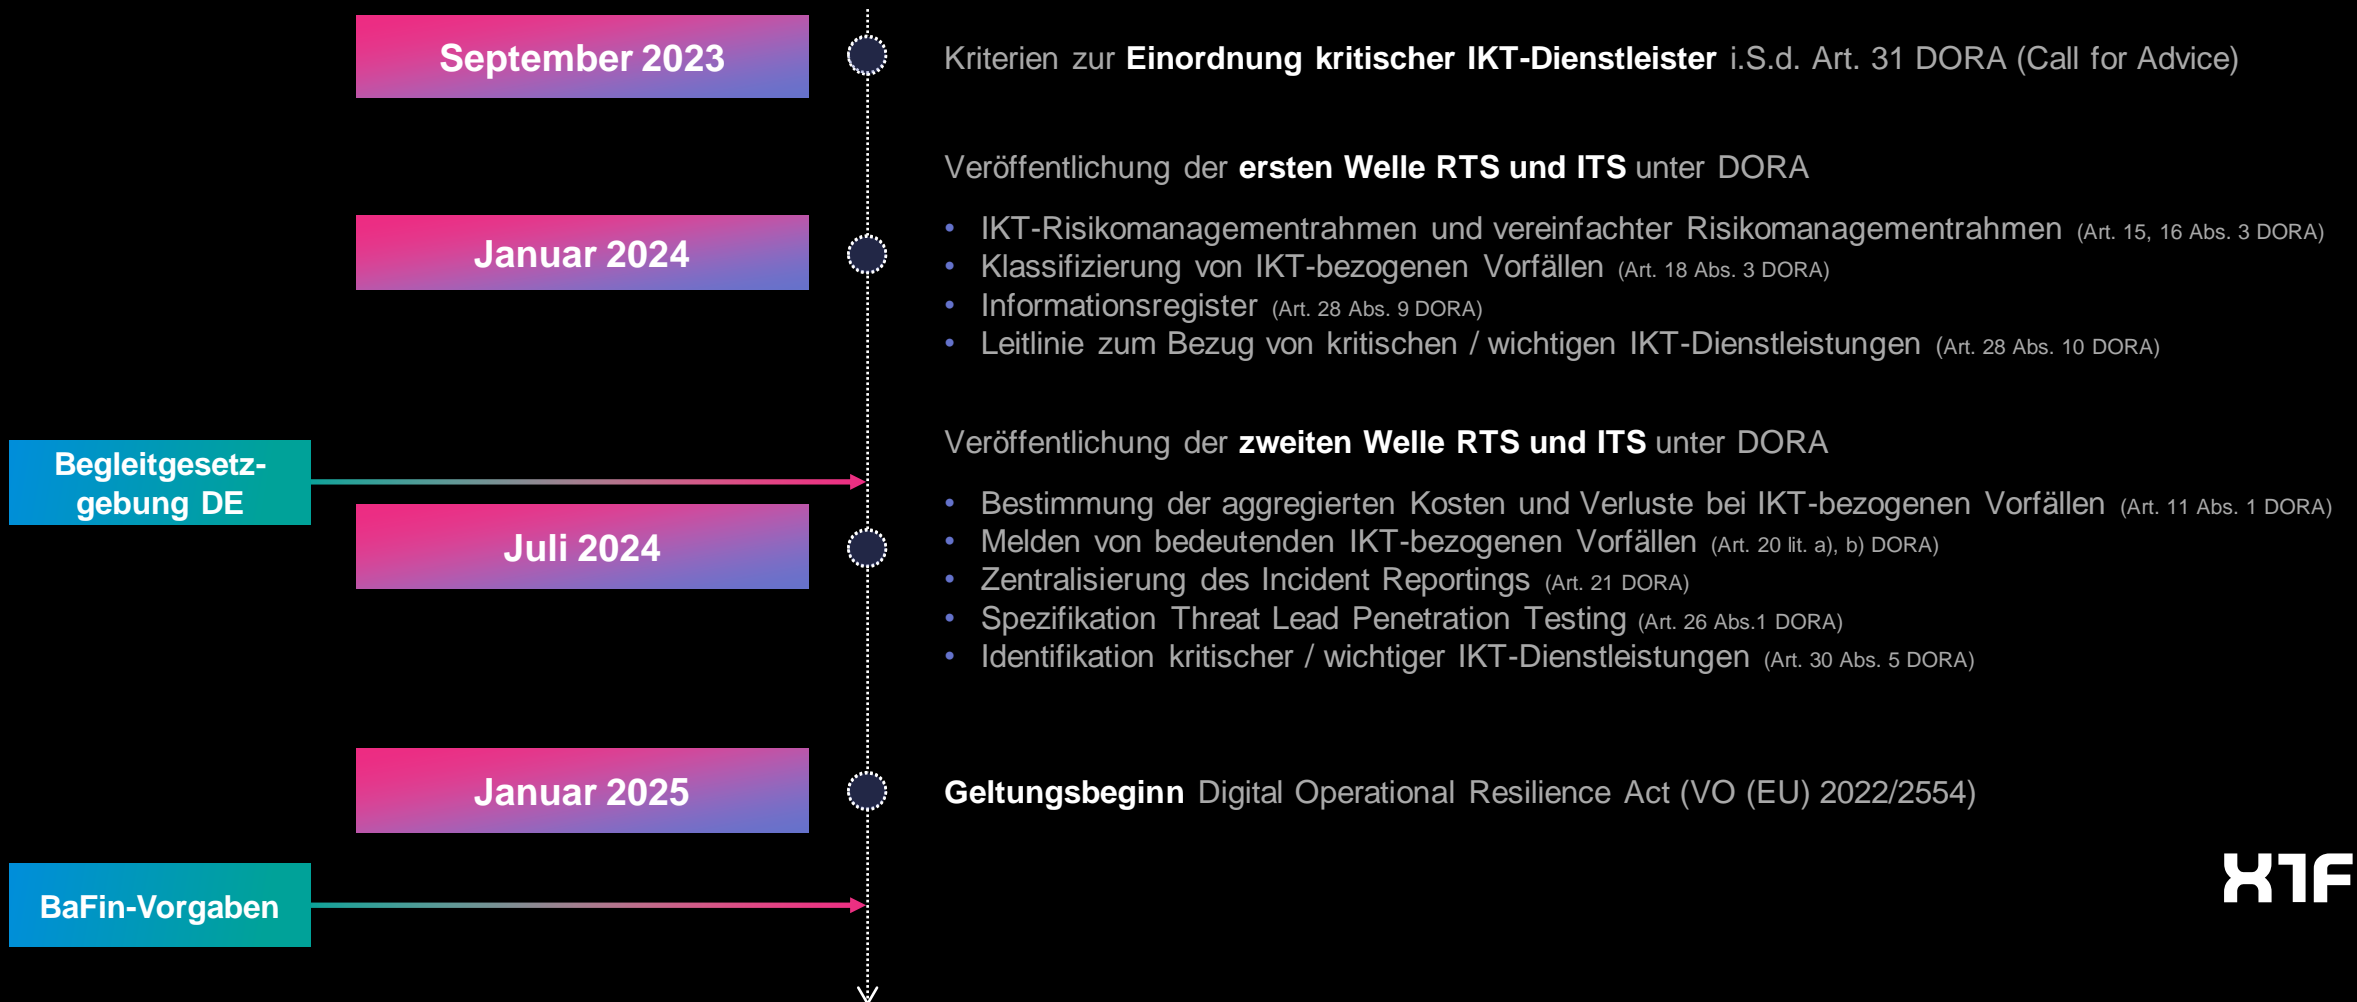 September 2023
Kriterien zur Einordnung kritischer IKT-Dienstleister i.S.d. Art. 31 DORA (Call for Advice)
Januar 2024
Veröffentlichung der ersten Welle RTS und ITS unter DORA
• IKT-Risikomanagementrahmen und vereinfachter Risikomanagementrahmen (Art. 15, 16 Abs. 3 DORA)
• Klassifizierung von IKT-bezogenen Vorfällen (Art. 18 Abs. 3 DORA)
• Informationsregister (Art. 28 Abs. 9 DORA)
• Leitlinie zum Bezug von kritischen / wichtigen IKT-Dienstleistungen (Art. 28 Abs. 10 DORA)
Begleitgesetz-
gebung DE
Juli 2024
Veröffentlichung der zweiten Welle RTS und ITS unter DORA
• Bestimmung der aggregierten Kosten und Verluste bei IKT-bezogenen Vorfällen (Art. 11 Abs. 1 DORA)
• Melden von bedeutenden IKT-bezogenen Vorfällen (Art. 20 lit. a), b) DORA)
• Zentralisierung des Incident Reportings (Art. 21 DORA)
• Spezifikation Threat Lead Penetration Testing (Art. 26 Abs.1 DORA)
• Identifikation kritischer / wichtiger IKT-Dienstleistungen (Art. 30 Abs. 5 DORA)
Januar 2025
Geltungsbeginn Digital Operational Resilience Act (VO (EU) 2022/2554)
BaFin-Vorgaben
X1F